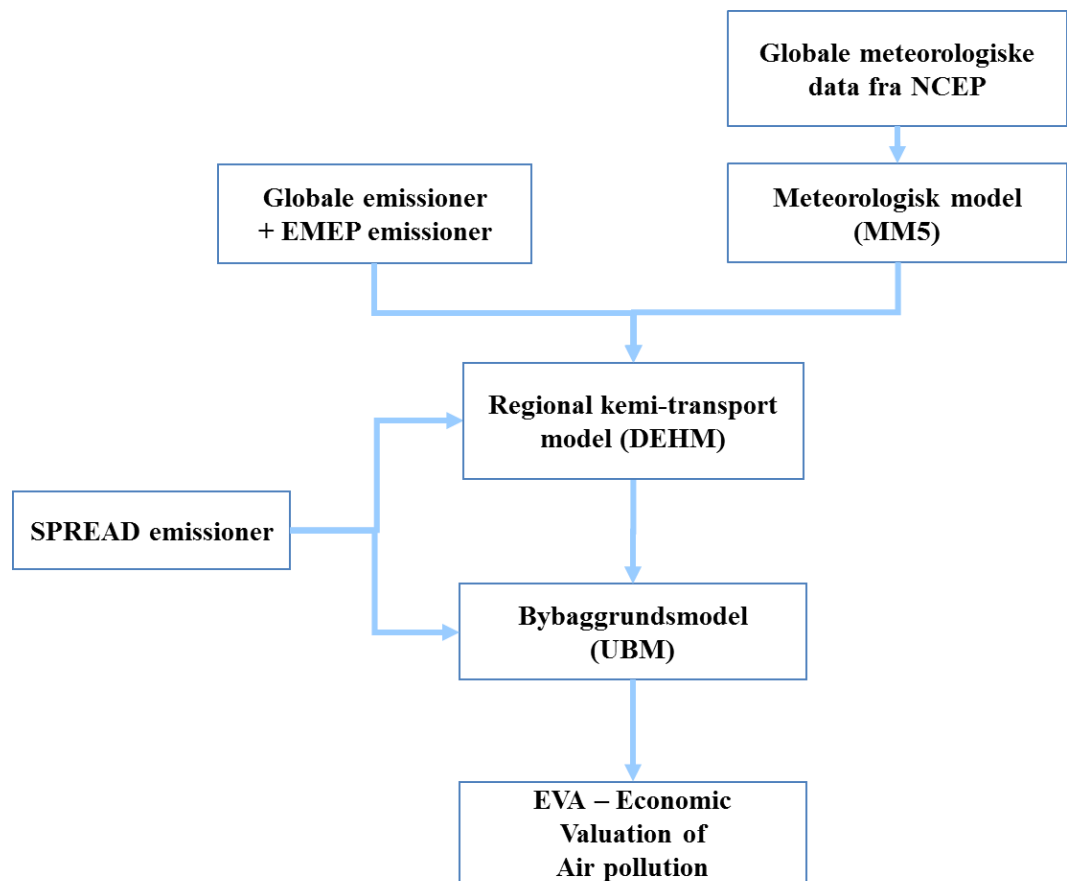 Globale meteorologiske
data fra NCEP
Globale emissioner
+ EMEP emissioner
Meteorologisk model
(MM5)
Regional kemi-transport
model (DEHM)
SPREAD emissioner
Bybaggrundsmodel
(UBM)
EVA – Economic
Valuation of
Air pollution